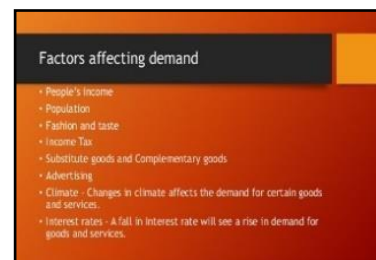 Factors affecting demand
• People's Income
• Population
• Fashion and taste
• Income Tax
• Substitute goods and Complementary goods
• Advertising
• Climate - Changes in climate affects the demand for certain goods
and services.
• Interest rates - A fall in interest rate will see a rise in demand for
goods and services.